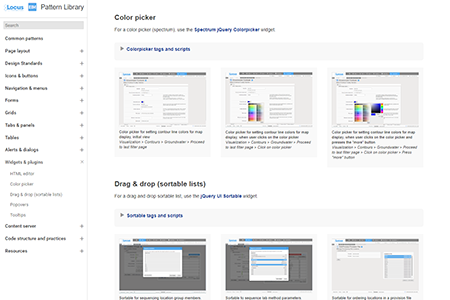 Locus EIM Pattern Library
Search
Common patterns
Page layout
Design Standards
Icons & buttons
Navigation & menus
Forms
Grids
Tabs & panels
Tables
Alerts & dialogs
Widgets & plugins
HTML editor
Color picker
Drag & drop (sortable lists)
Popovers
Tooltips
Content server
Code structure and practices
Resources
Color picker
For a color picker (spectrum), use the Spectrum jQuery Colorpicker widget.
Colorpicker tags and scripts
Color picker for setting contour line colors for map
display, initial view
Visualization > Contours > Groundwater > Proceed
to last filter page
Color picker for setting contour line colors for map
display, when user clicks on the color picker
Visualization > Contours > Groundwater > Proceed
to last filter page > Click on color picker
Color picker for setting contour line colors for map
display, when user clicks on the color picker and
presses the "more" button
Visualization > Contours > Groundwater > Proceed
to last filter page > Click on color picker > Press
"more" button
Drag & drop (sortable lists)
For a drag and drop sortable list, use the jQuery UI Sortable widget.
Sortable tags and scripts
Sortable for sequencing location group members
Sortable to sequence lab method parameters
Sortable for ordering locations in a provision file